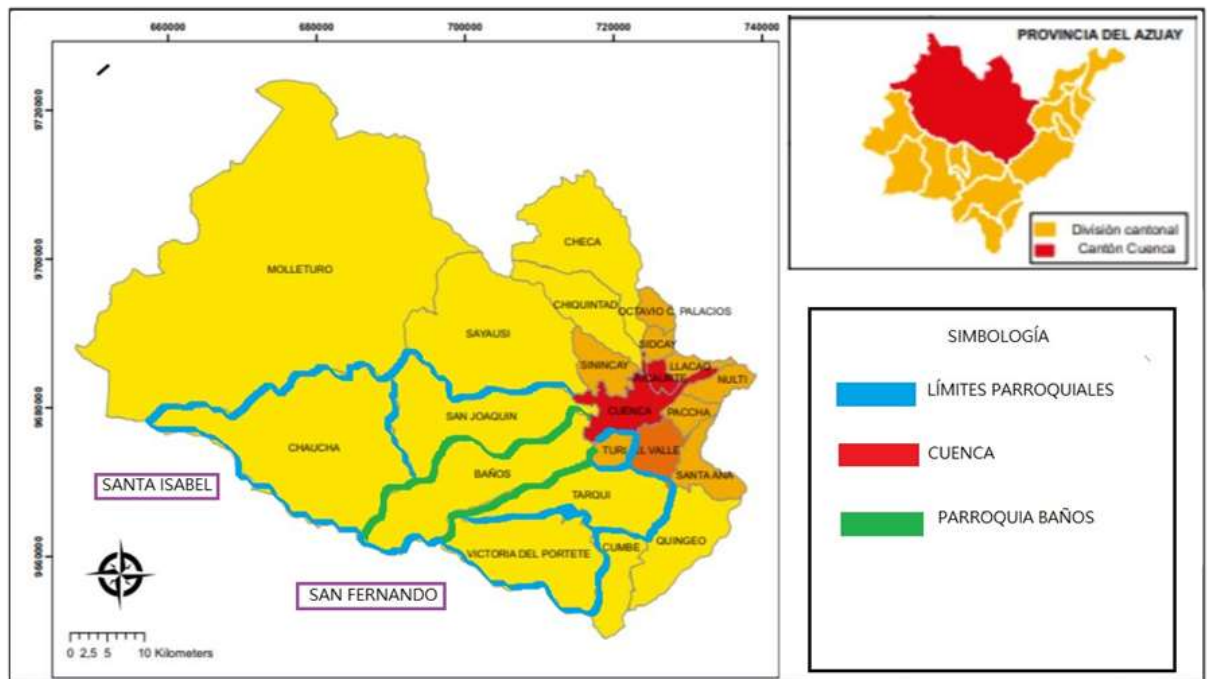 660000
680000
700000
720000
740000
9720000
970000
9680000
9660000
MOLLETURO
CHECA
CHIQUINTAD
SAYAUSI
OCTAVIO C. PALACIOS
SIDCAY
SININCAY
LLACAO
NULTI
CUENCA
PACCHA
SAN JOAQUIN
CHAUCHA
BAÑOS
TURI
EL VALLE
SANTA ANA
TARQUI
VICTORIA DEL PORTETE
CUMBE
QUINGEO
SANTA ISABEL
SAN FERNANDO
0 2,5 5 10 Kilometers
PROVINCIA DEL AZUAY
División cantonal
Cantón Cuenca
SIMBOLOGÍA
LÍMITES PARROQUIALES
CUENCA
PARROQUIA BAÑOS